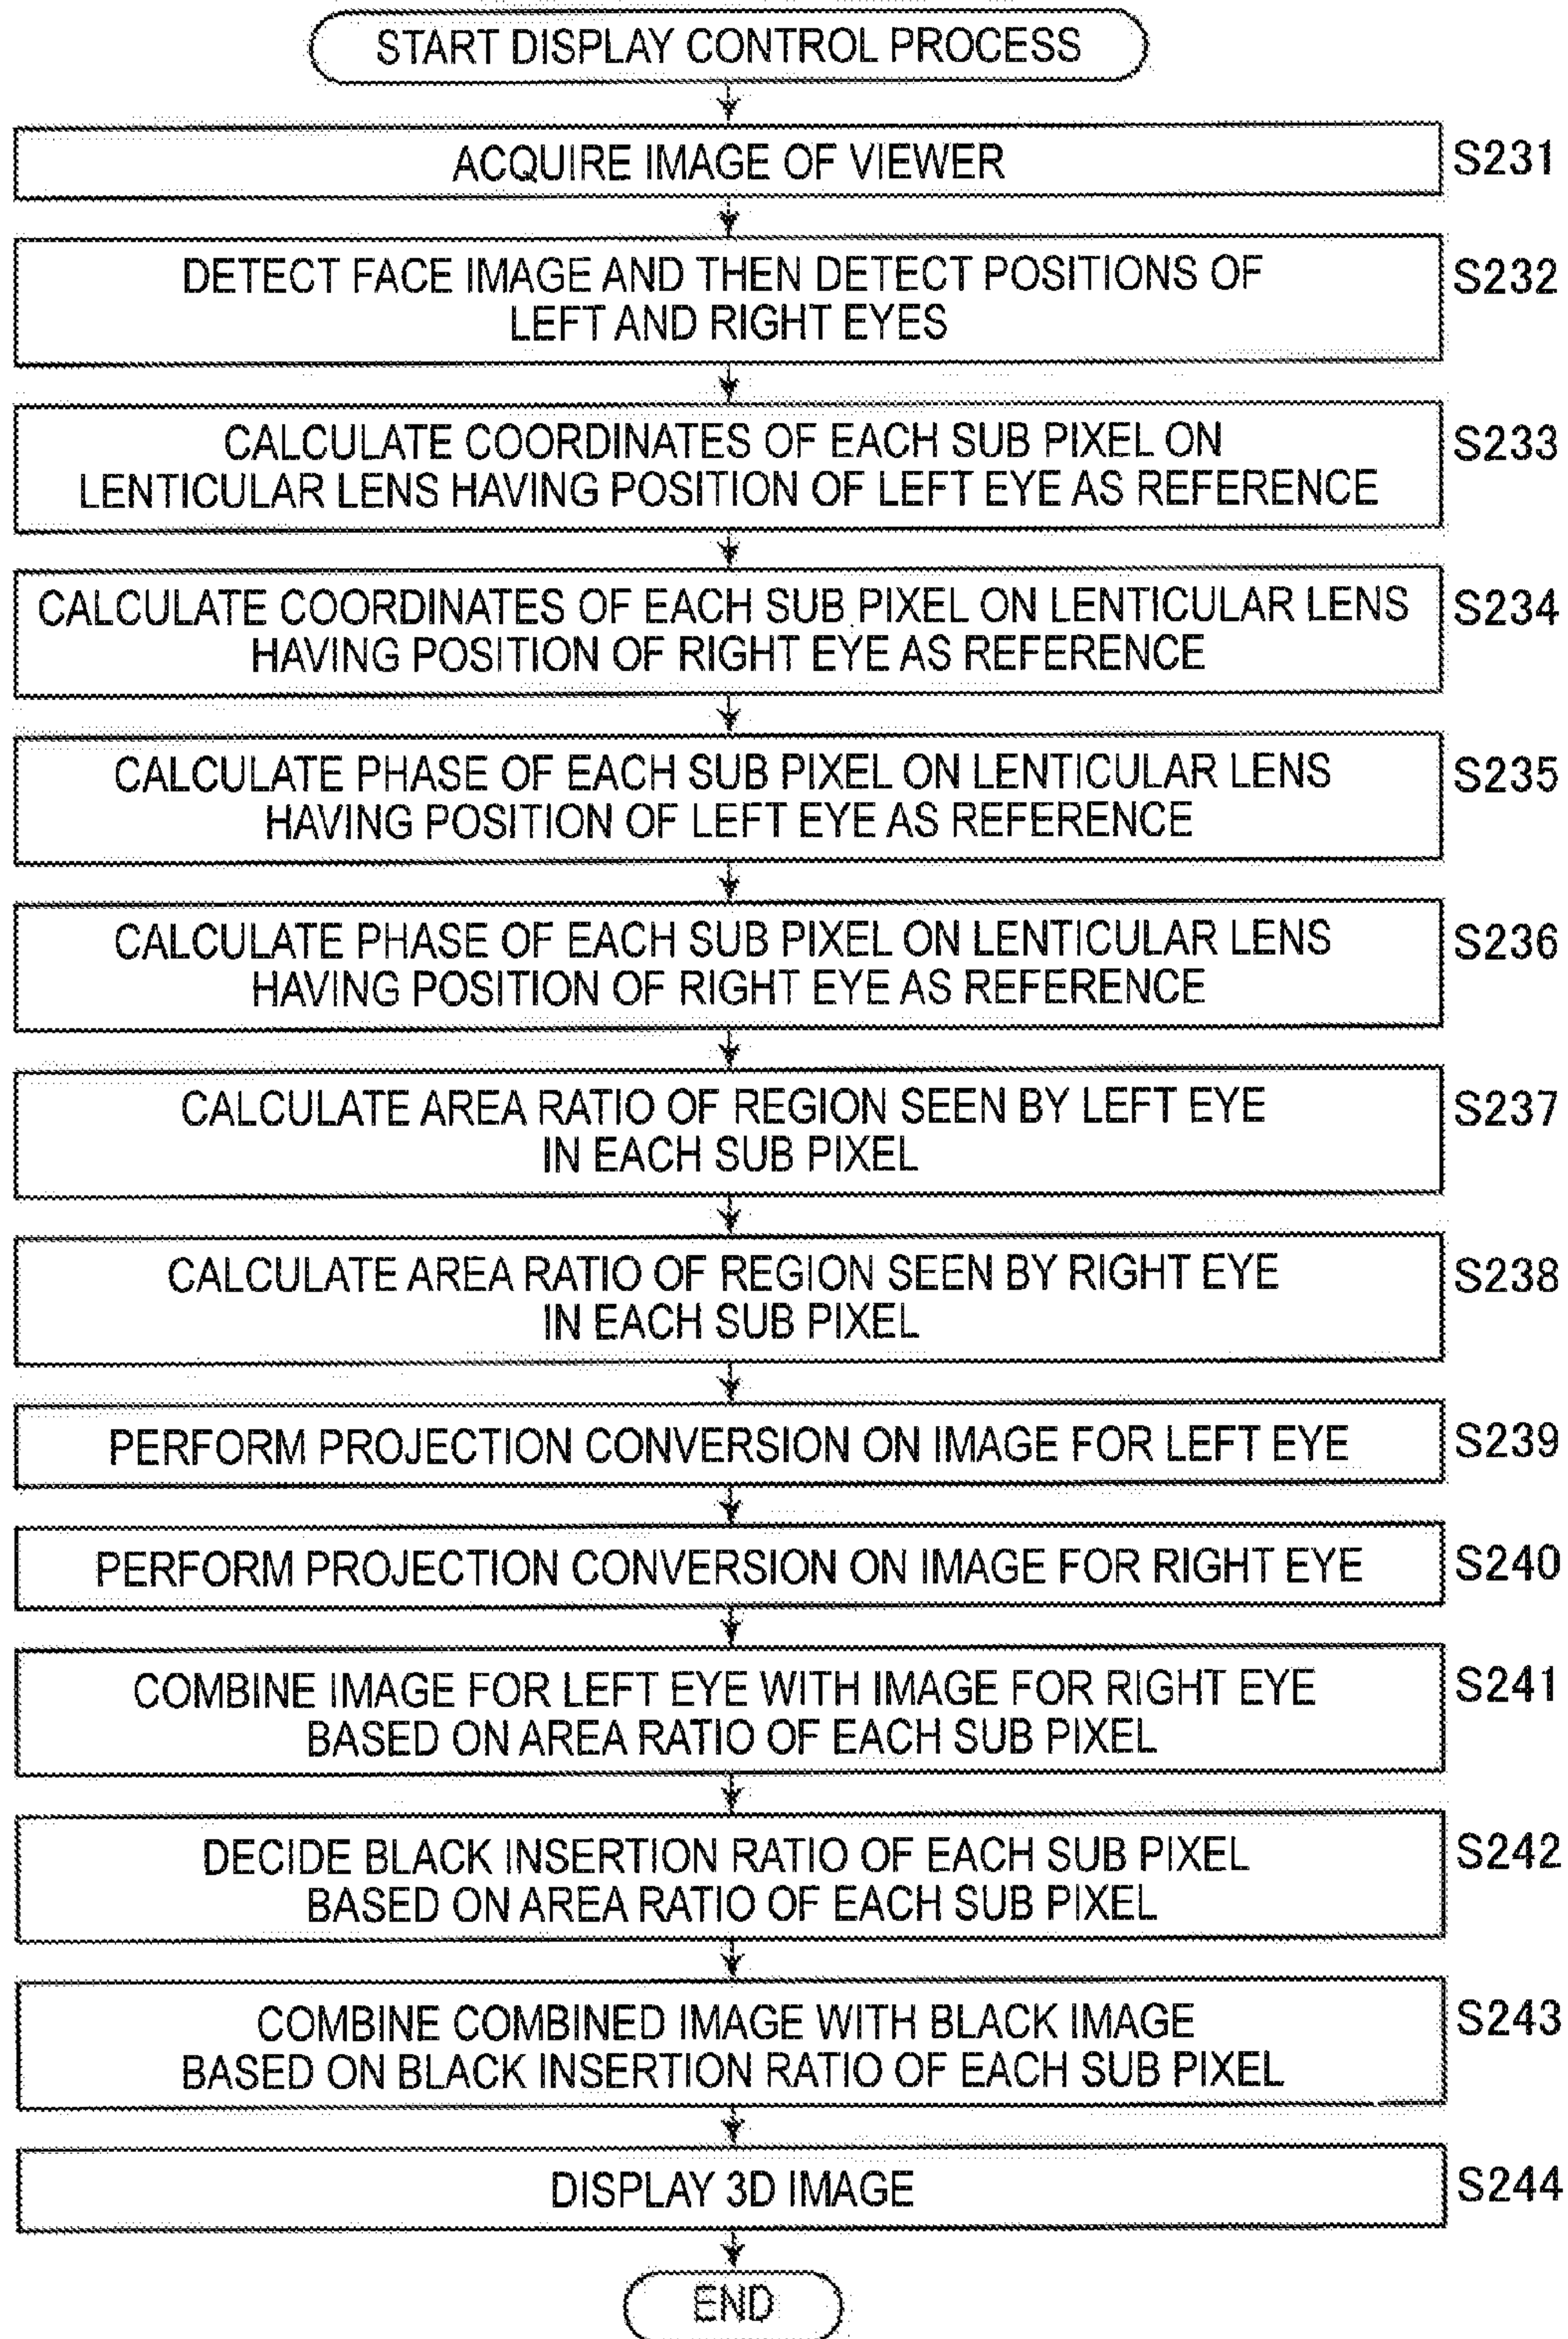 START DISPLAY CONTROL PROCESS
ACQUIRE IMAGE OF VIEWER
S231
DETECT FACE IMAGE AND THEN DETECT POSITIONS OF
LEFT AND RIGHT EYES
S232
CALCULATE COORDINATES OF EACH SUB PIXEL ON
LENTICULAR LENS HAVING POSITION OF LEFT EYE AS REFERENCE
S233
CALCULATE COORDINATES OF EACH SUB PIXEL ON LENTICULAR LENS
HAVING POSITION OF RIGHT EYE AS REFERENCE
S234
CALCULATE PHASE OF EACH SUB PIXEL ON LENTICULAR LENS
HAVING POSITION OF LEFT EYE AS REFERENCE
S235
CALCULATE PHASE OF EACH SUB PIXEL ON LENTICULAR LENS
HAVING POSITION OF RIGHT EYE AS REFERENCE
S236
CALCULATE AREA RATIO OF REGION SEEN BY LEFT EYE
IN EACH SUB PIXEL
S237
CALCULATE AREA RATIO OF REGION SEEN BY RIGHT EYE
IN EACH SUB PIXEL
S238
PERFORM PROJECTION CONVERSION ON IMAGE FOR LEFT EYE
S239
PERFORM PROJECTION CONVERSION ON IMAGE FOR RIGHT EYE
S240
COMBINE IMAGE FOR LEFT EYE WITH IMAGE FOR RIGHT EYE
BASED ON AREA RATIO OF EACH SUB PIXEL
S241
DECIDE BLACK INSERTION RATIO OF EACH SUB PIXEL
BASED ON AREA RATIO OF EACH SUB PIXEL
S242
COMBINE COMBINED IMAGE WITH BLACK IMAGE
BASED ON BLACK INSERTION RATIO OF EACH SUB PIXEL
S243
DISPLAY 3D IMAGE
S244
END